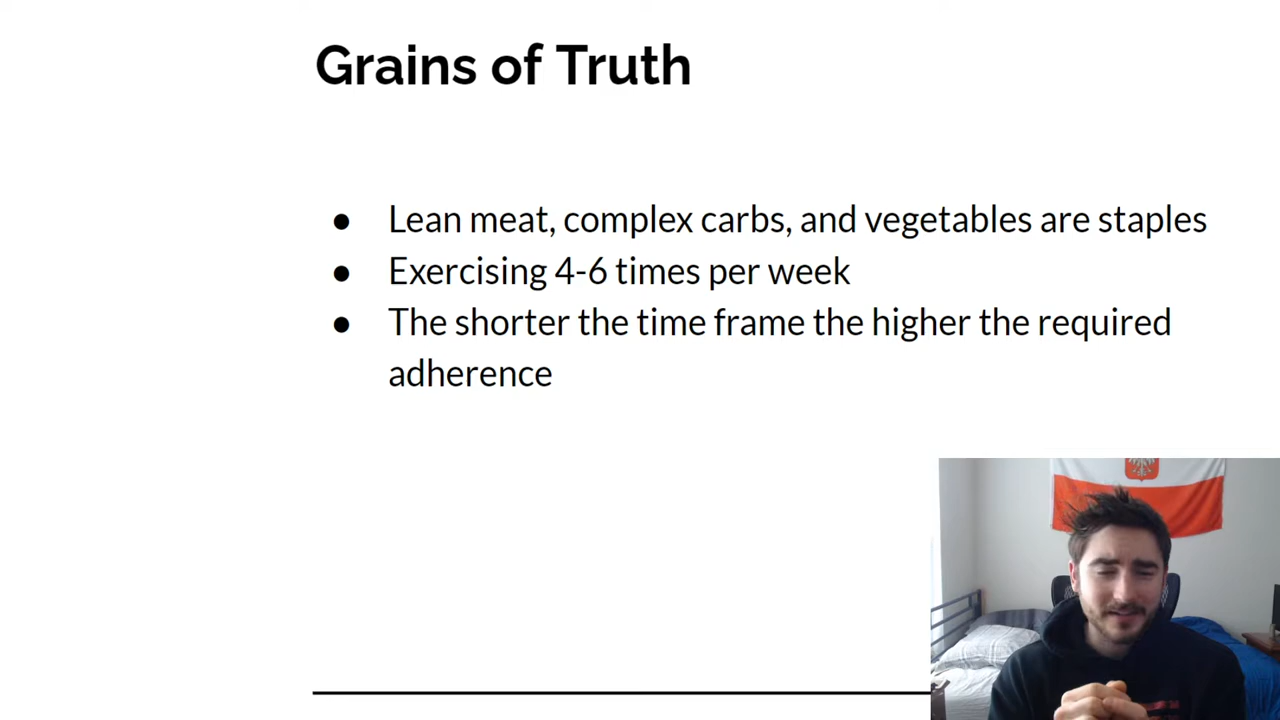 Grains of Truth
● Lean meat, complex carbs, and vegetables are staples
● Exercising 4-6 times per week
● The shorter the time frame the higher the required
adherence